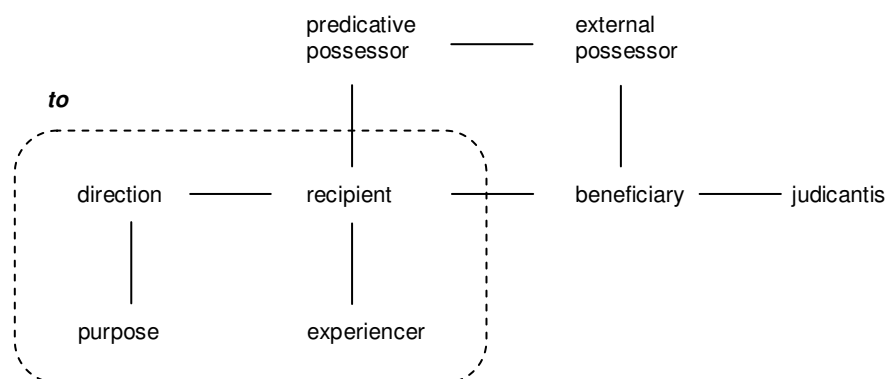 predicative
possessor
external
possessor
to
direction
recipient
beneficiary
judicantis
purpose
experiencer